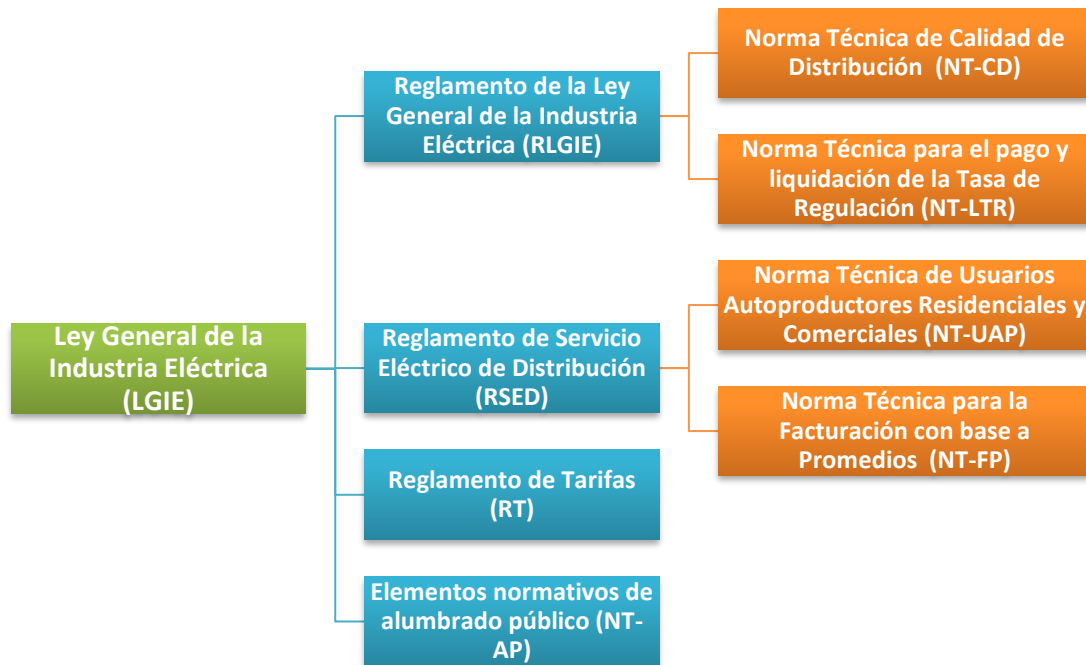 Ley General de la
Industria Eléctrica
(LGIE)
Reglamento de la Ley
General de la Industria
Eléctrica (RLGIE)
Norma Técnica de Calidad de
Distribución (NT-CD)
Norma Técnica para el pago y
liquidación de la Tasa de
Regulación (NT-LTR)
Reglamento de Servicio
Eléctrico de Distribución
(RSED)
Norma Técnica de Usuarios
Autoproductores Residenciales y
Comerciales (NT-UAP)
Norma Técnica para la
Facturación con base a
Promedios (NT-FP)
Reglamento de Tarifas
(RT)
Elementos normativos de
alumbrado público (NT-
AP)